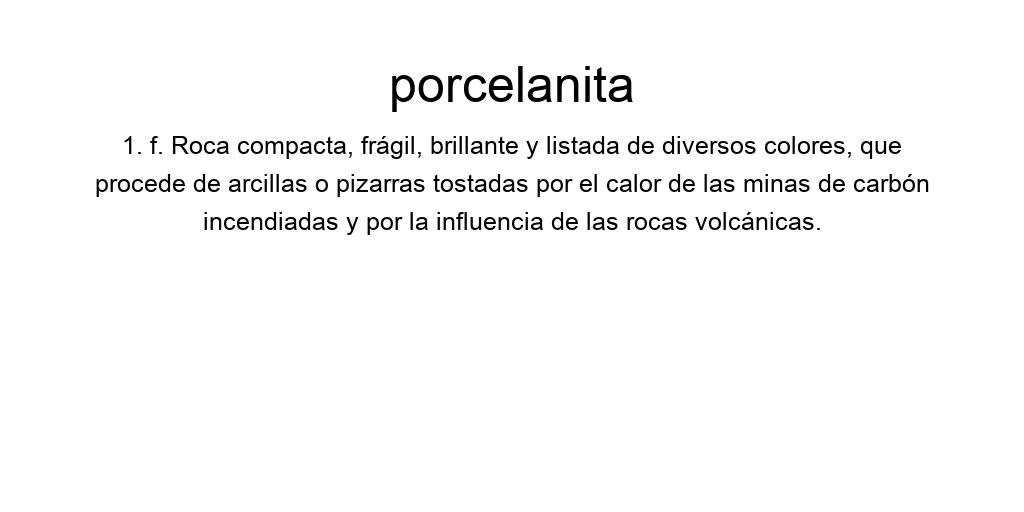 porcelanita
1. f. Roca compacta, frágil, brillante y listada de diversos colores, que
procede de arcillas o pizarras tostadas por el calor de las minas de carbón
incendiadas y por la influencia de las rocas volcánicas.